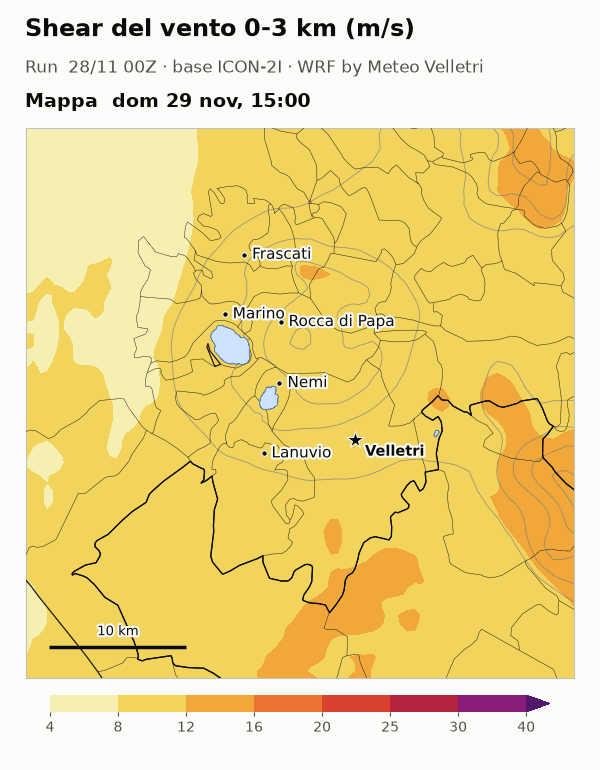 Shear del vento 0-3 km (m/s)
Run  28/11 00Z · base ICON-2I · WRF by Meteo Velletri
Mappa  dom 29 nov, 15:00
Frascati
Marino
Rocca di Papa
Nemi
Velletri
Lanuvio
10 km
4 8 12 16 20 25 30 40